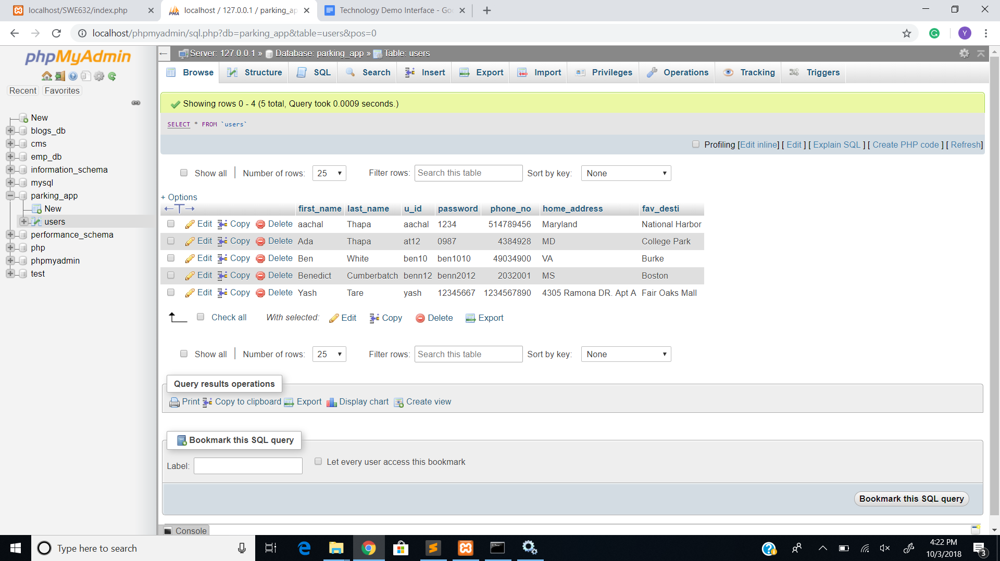 localhost/SWE632/index.php
localhost / 127.0.0.1 / parking_ap
Technology Demo Interface - Goo
localhost/phpmyadmin/sql.php?db=parking_app&table=users&pos=0
Y
phpMyAdmin
Recent Favorites
New
blogs_db
cms
emp_db
information_schema
mysql
parking_app
New
users
performance_schema
php
phpmyadmin
test
Server: 127.0.0.1 » Database: parking_app » Table: users
Browse Structure SQL Search Insert Export Import Privileges Operations Tracking Triggers
Showing rows 0 - 4 (5 total, Query took 0.0009 seconds.)
SELECT * FROM `users`
Profiling [Edit inline] [ Edit ] [ Explain SQL ] [ Create PHP code ] [ Refresh]
Show all | Number of rows: 25 Filter rows: Search this table Sort by key: None
+ Options
first_name last_name u_id password phone_no home_address fav_desti
Edit Copy Delete aachal Thapa aachal 1234 514789456 Maryland National Harbor
Edit Copy Delete Ada Thapa at12 0987 4384928 MD College Park
Edit Copy Delete Ben White ben10 ben1010 49034900 VA Burke
Edit Copy Delete Benedict Cumberbatch benn12 benn2012 2032001 MS Boston
Edit Copy Delete Yash Tare yash 12345667 1234567890 4305 Ramona DR. Apt A Fair Oaks Mall
Check all With selected: Edit Copy Delete Export
Show all | Number of rows: 25 Filter rows: Search this table Sort by key: None
Query results operations
Print Copy to clipboard Export Display chart Create view
Bookmark this SQL query
Label: Let every user access this bookmark
Bookmark this SQL query
Console
Type here to search
4:22 PM
10/3/2018
3